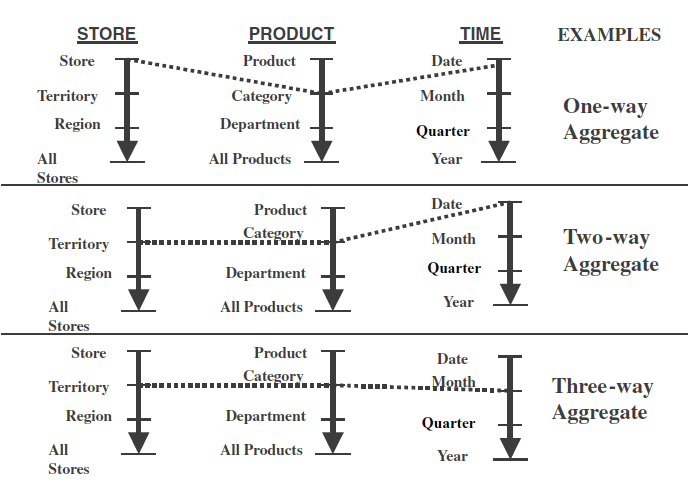 STORE PRODUCT TIME EXAMPLES
Store Product Date
Territory Category Month
One-way
Region Department Quarter
Aggregate
All All Products Year
Stores
Store Product Date
Territory Category Month Two-way
Region Department Quarter Aggregate
All All Products Year
Stores
Store Product Date
Territory Category Month Three-way
Region Department Quarter Aggregate
All All Products Year
Stores